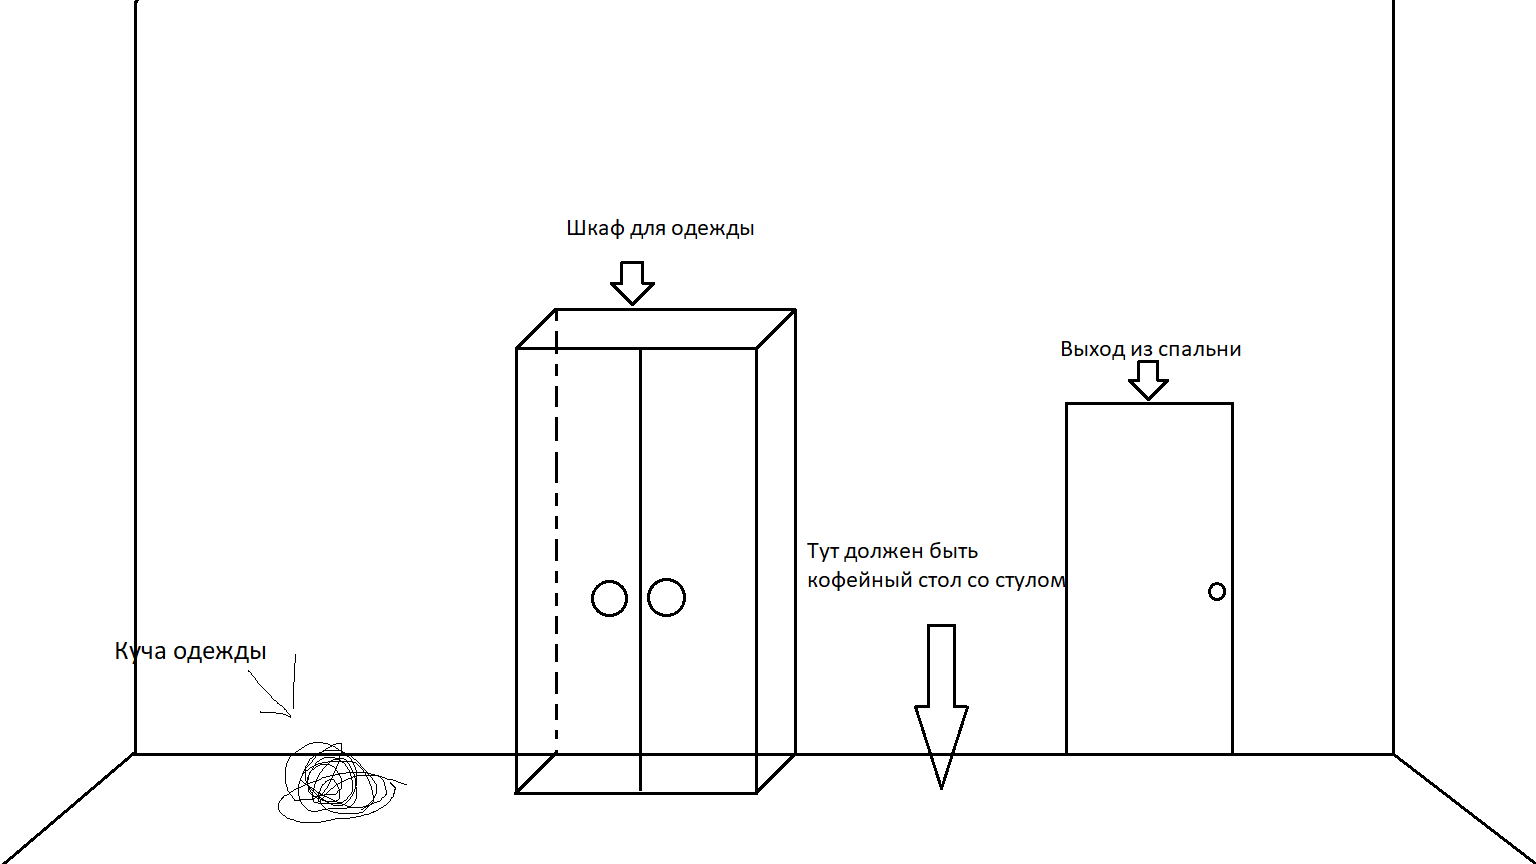 Шкаф для одежды
Выход из спальни
Тут должен быть
кофейный стол со стулом
Куча одежды